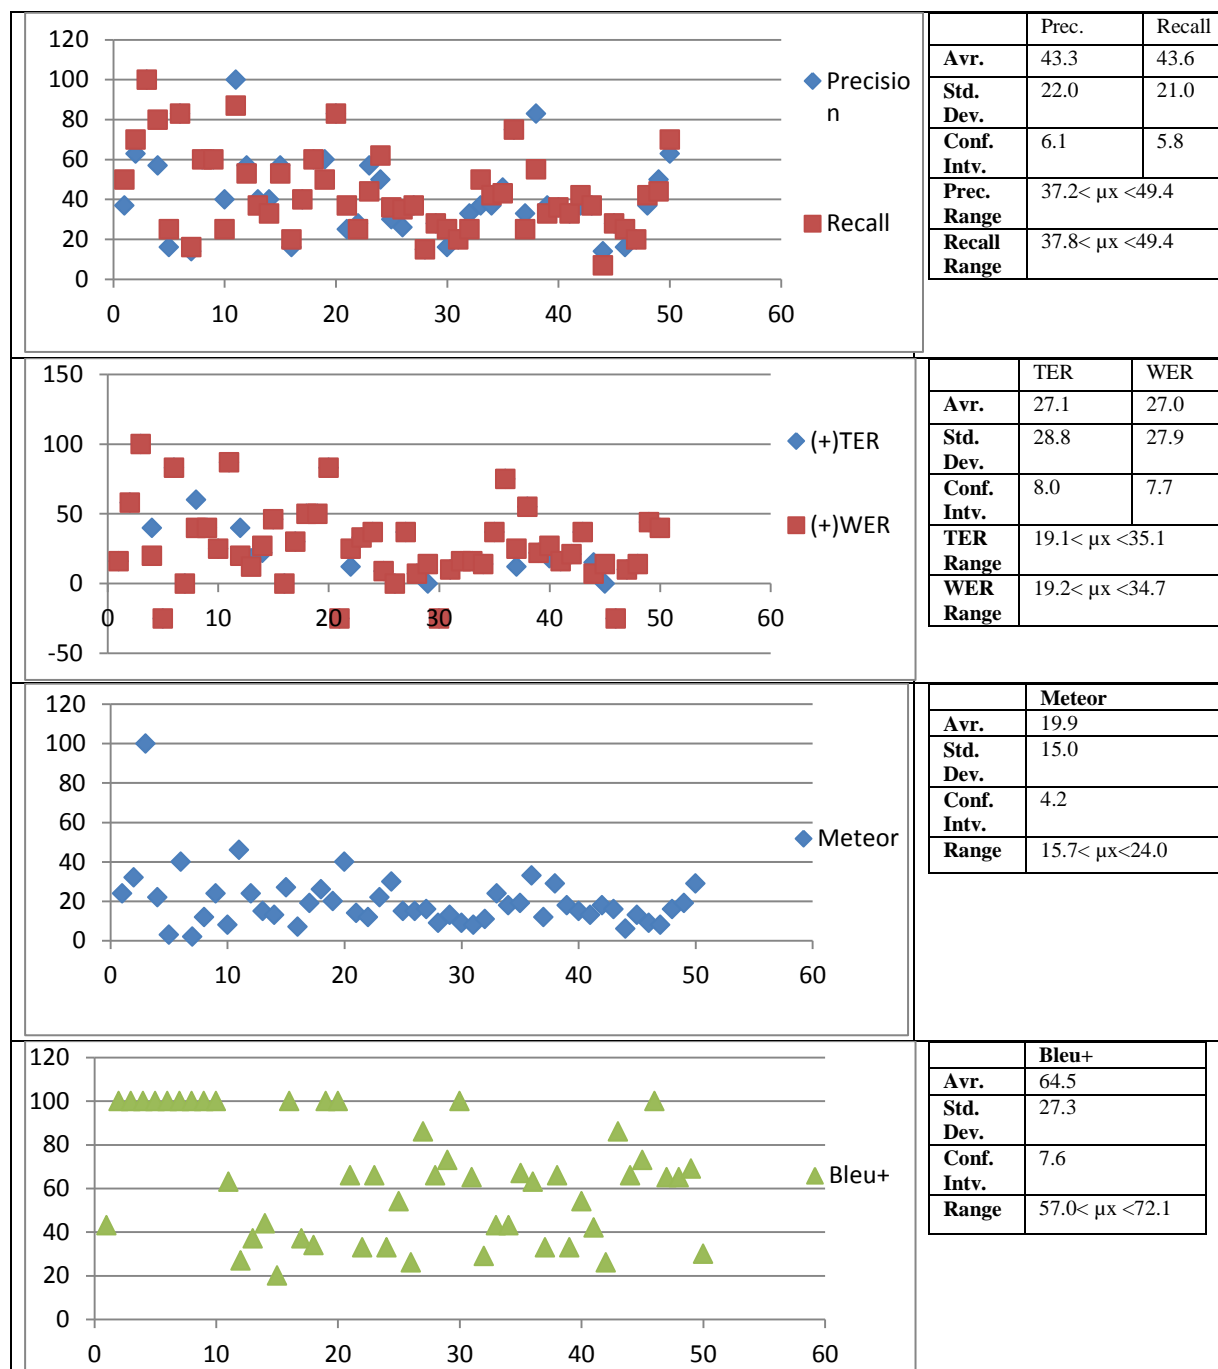 120
100
80
60
40
20
0
0 10 20 30 40 50 60
Precisio
n
Recall
Prec. Recall
Avr. 43.3 43.6
Std.
Dev. 22.0 21.0
Conf.
Intv. 6.1 5.8
Prec.
Range 37.2< µx <49.4
Recall
Range 37.8< µx <49.4
150
100
50
0
-50
0 10 20 30 40 50 60
(+)TER
(+)WER
TER WER
Avr. 27.1 27.0
Std.
Dev. 28.8 27.9
Conf.
Intv. 8.0 7.7
TER
Range 19.1< µx <35.1
WER
Range 19.2< µx <34.7
120
100
80
60
40
20
0
0 10 20 30 40 50 60
Meteor
Meteor
Avr. 19.9
Std.
Dev. 15.0
Conf.
Intv. 4.2
Range 15.7< µx<24.0
120
100
80
60
40
20
0
0 10 20 30 40 50 60
Bleu+
Bleu+
Avr. 64.5
Std.
Dev. 27.3
Conf.
Intv. 7.6
Range 57.0< µx <72.1